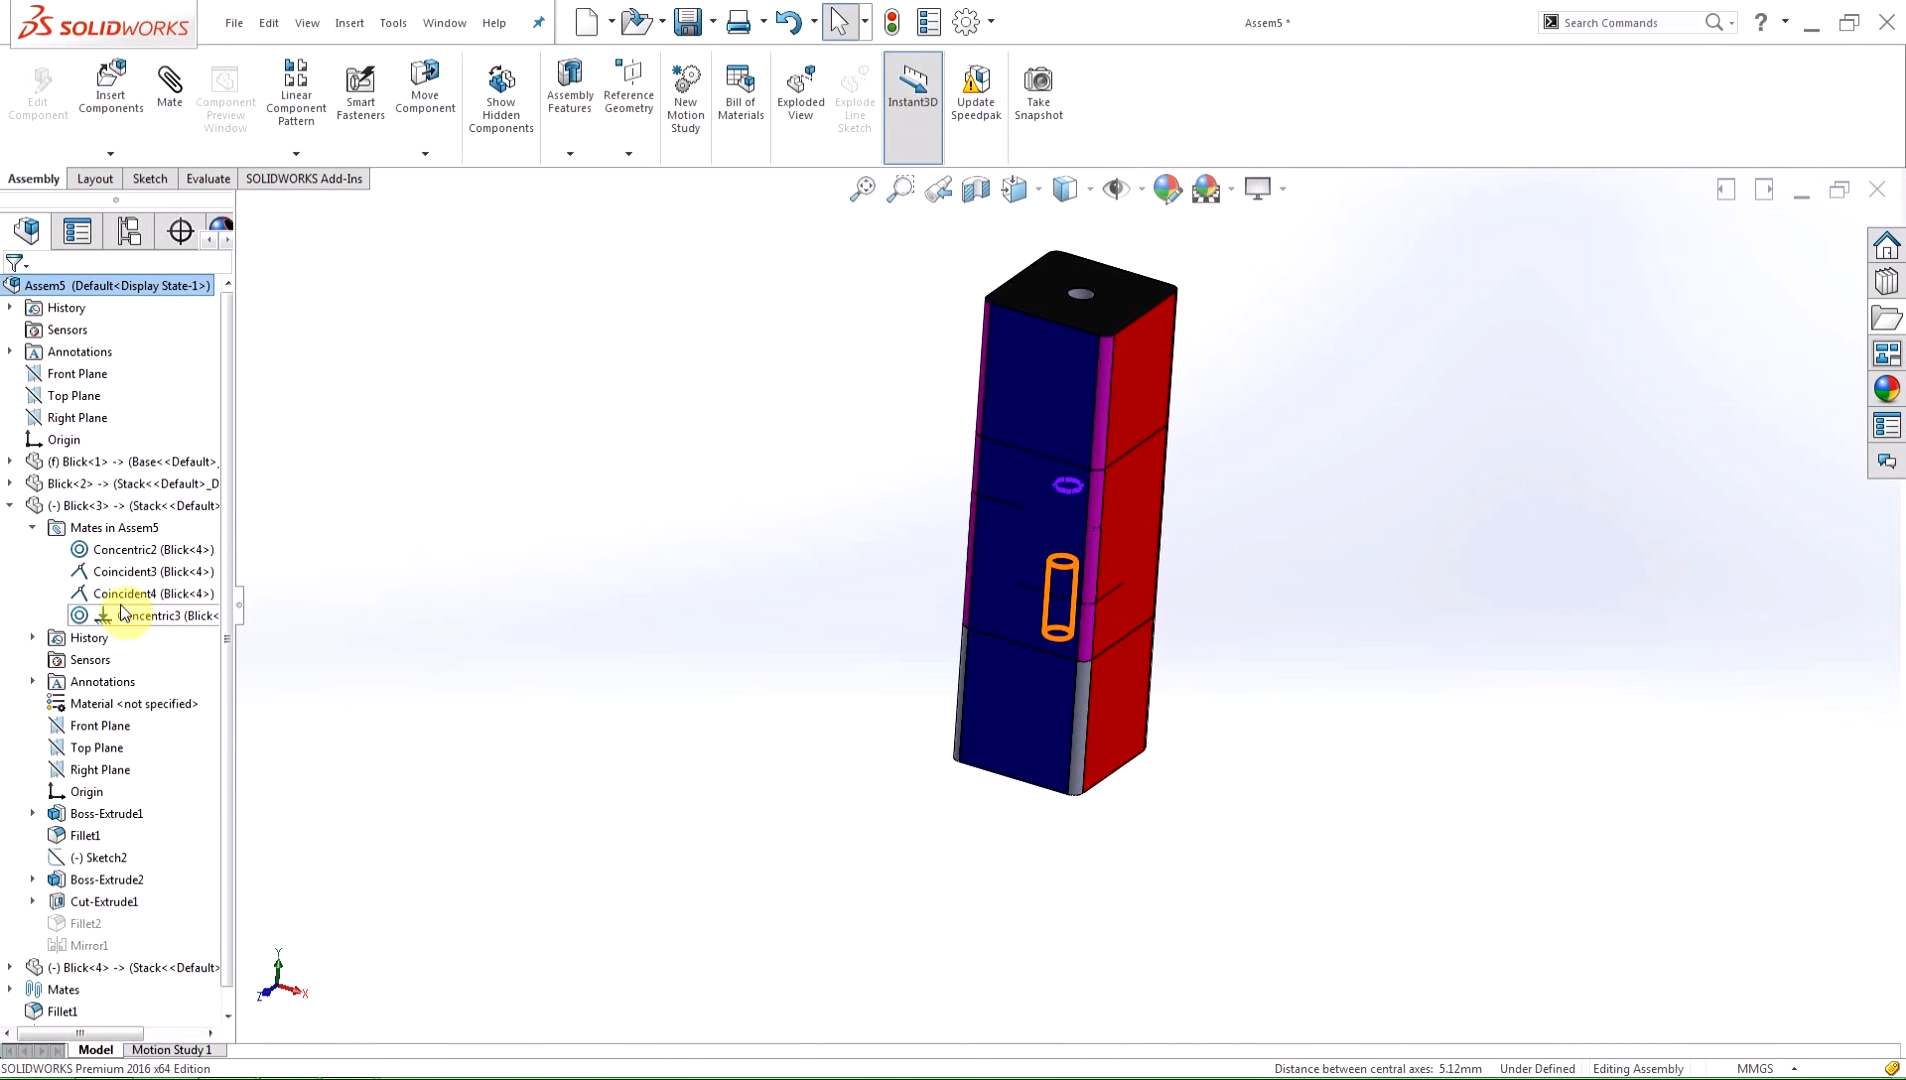 SOLIDWORKS
File Edit View Insert Tools Window Help
Assem5 *
Search Commands
?
Edit Component
Insert Components
Mate
Component Preview Window
Linear Component Pattern
Smart Fasteners
Move Component
Show Hidden Components
Assembly Features
Reference Geometry
New Motion Study
Bill of Materials
Exploded View
Explode Line Sketch
Instant3D
Update Speedpak
Take Snapshot
Assembly Layout Sketch Evaluate SOLIDWORKS Add-Ins
Assem5 (Default<Display State-1>)
History
Sensors
Annotations
Front Plane
Top Plane
Right Plane
Origin
(f) Blick<1> -> (Base<<Default>_
Blick<2> -> (Stack<<Default>_D
(-) Blick<3> -> (Stack<<Default>
Mates in Assem5
Concentric2 (Blick<4>)
Coincident3 (Blick<4>)
Coincident4 (Blick<4>)
ncentric3 (Blick<
History
Sensors
Annotations
Material <not specified>
Front Plane
Top Plane
Right Plane
Origin
Boss-Extrude1
Fillet1
(-) Sketch2
Boss-Extrude2
Cut-Extrude1
Fillet2
Mirror1
(-) Blick<4> -> (Stack<<Default>
Mates
Fillet1
Y
Z
X
Model Motion Study 1
SOLIDWORKS Premium 2016 x64 Edition
Distance between central axes: 5.12mm Under Defined Editing Assembly MMGS